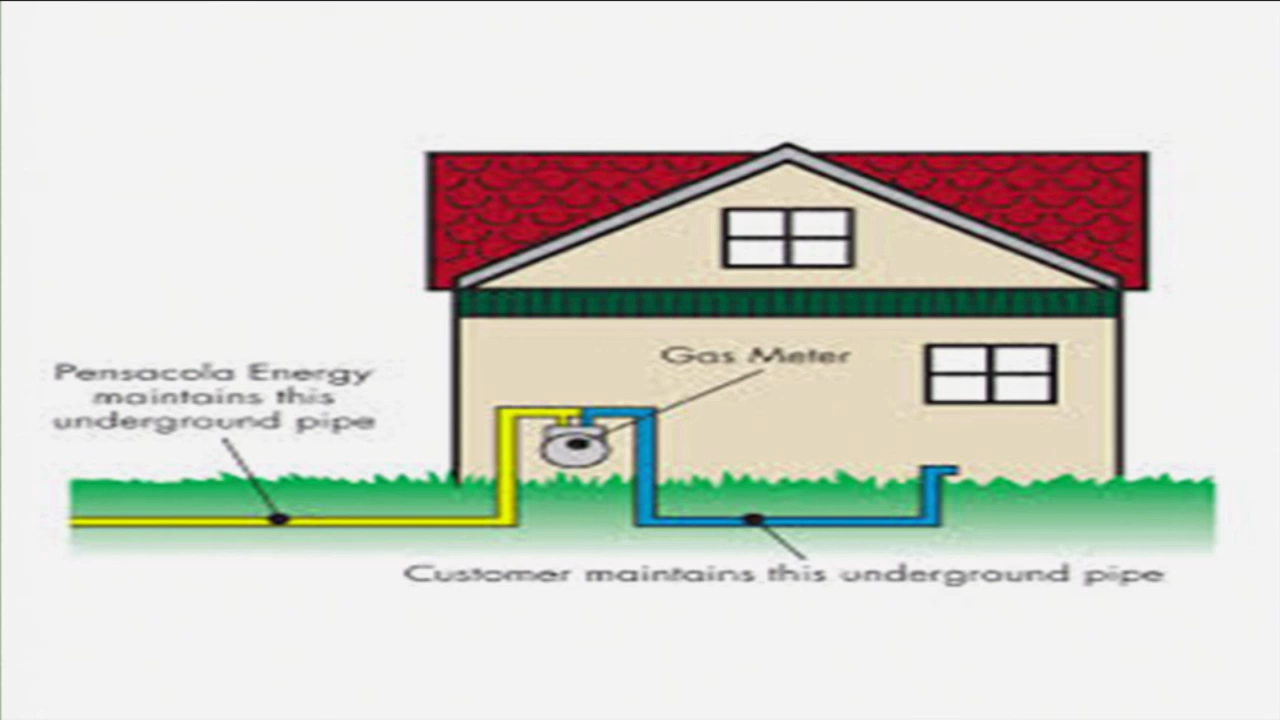 Gas Meter
Pensacola Energy
maintains this
underground pipe
Customer maintains this underground pipe